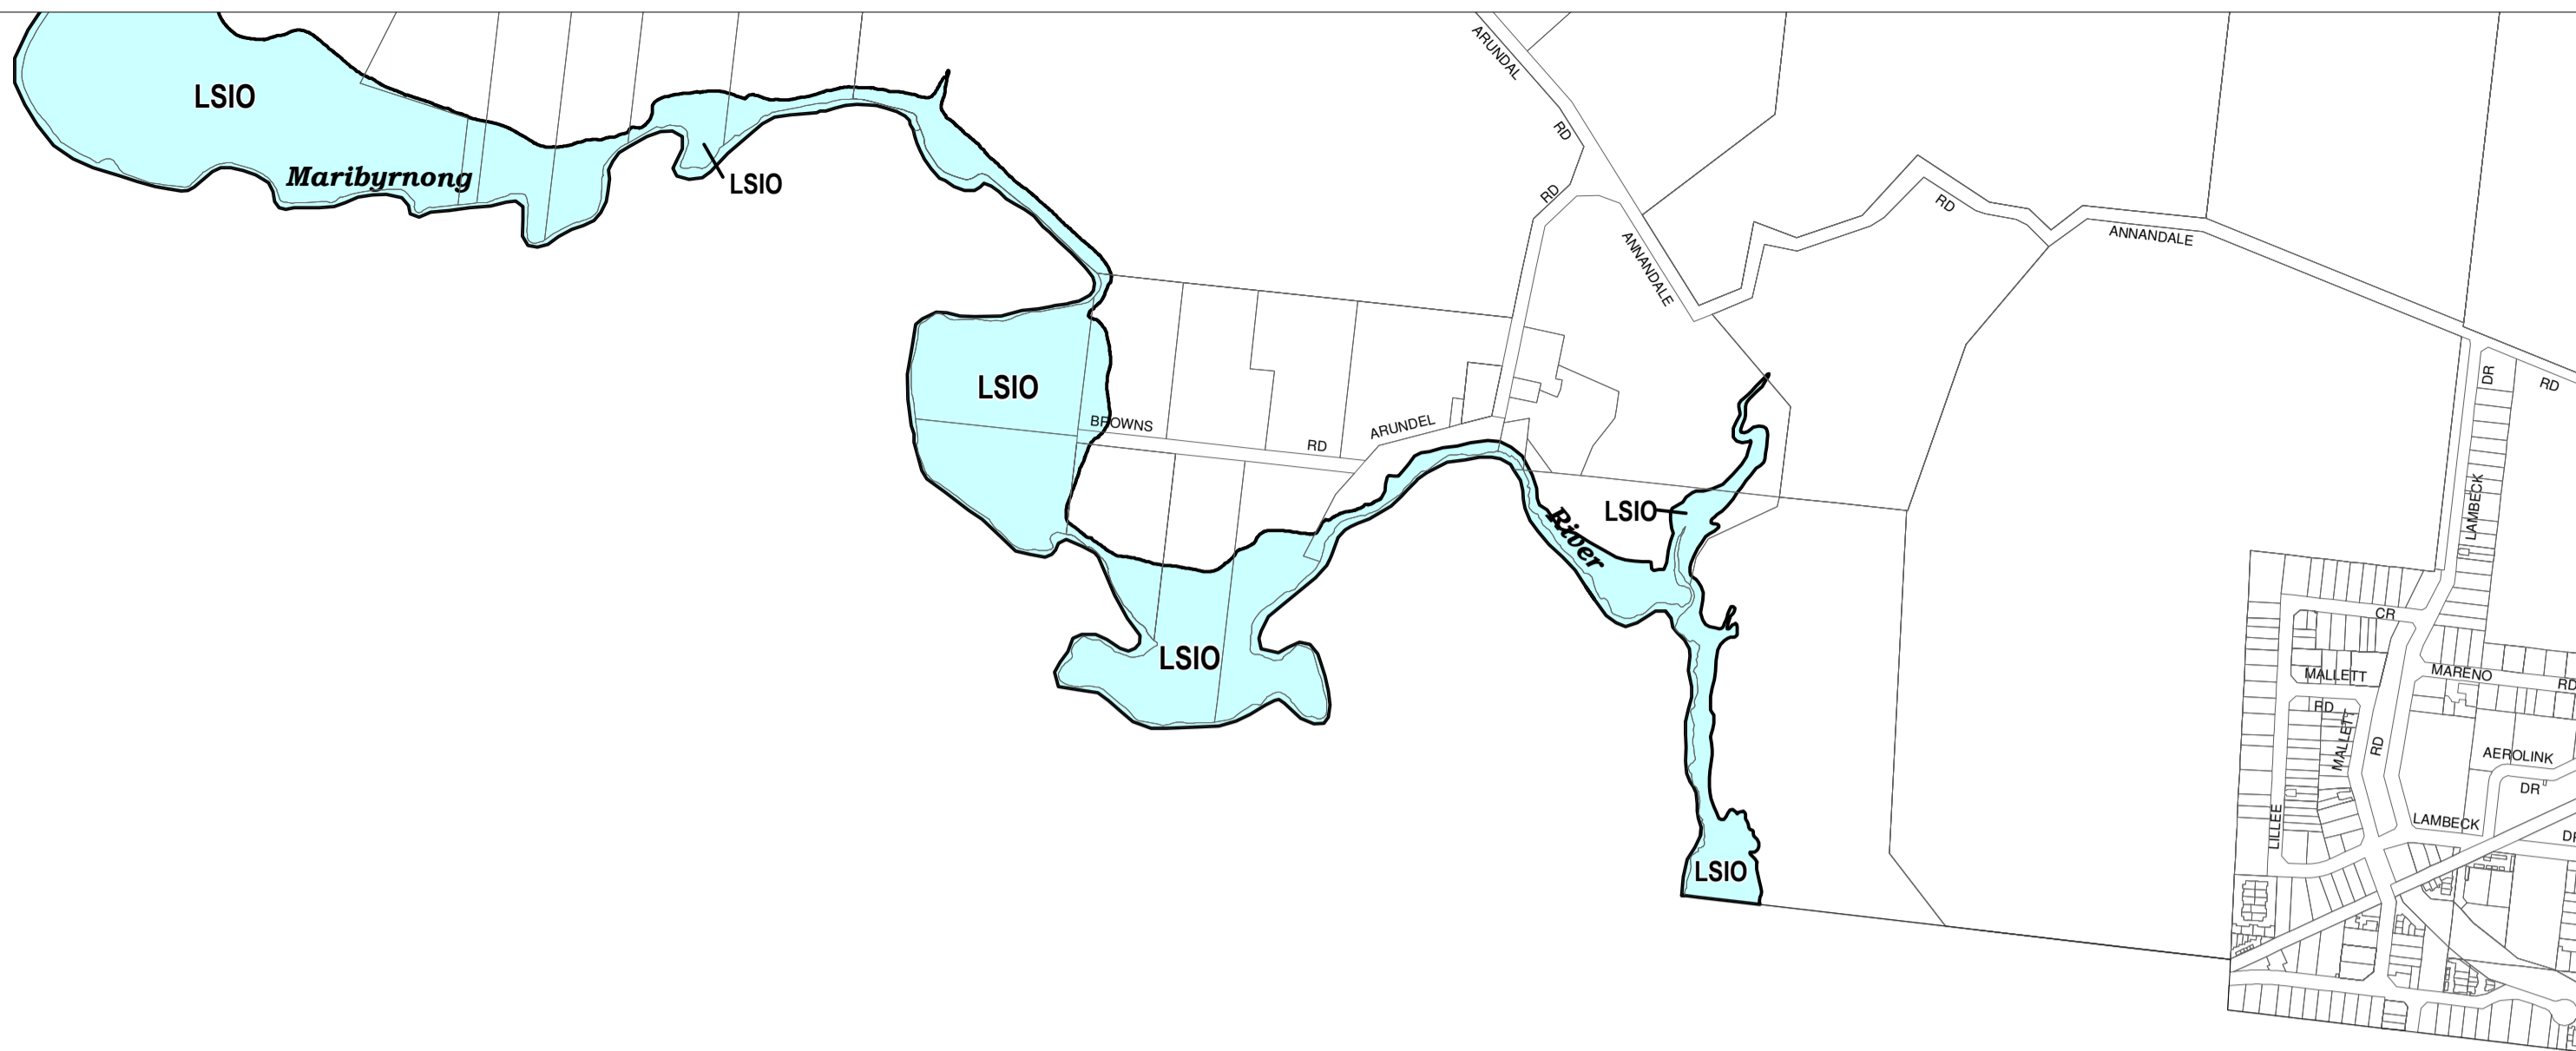 ARUNDAL
LSIO
RD
Maribyrnong
LSIO
RD
RD
ANNANDALE
ANNANDALE
LSIO
DR
RD
BROWNS
ARUNDEL
RD
LSIO
River
LAMBECK
CR
LSIO
MALLETT
MARENO
RD
RD
MALLETT
RD
AEROLINK
DR
LILLEE
LAMBECK
LSIO